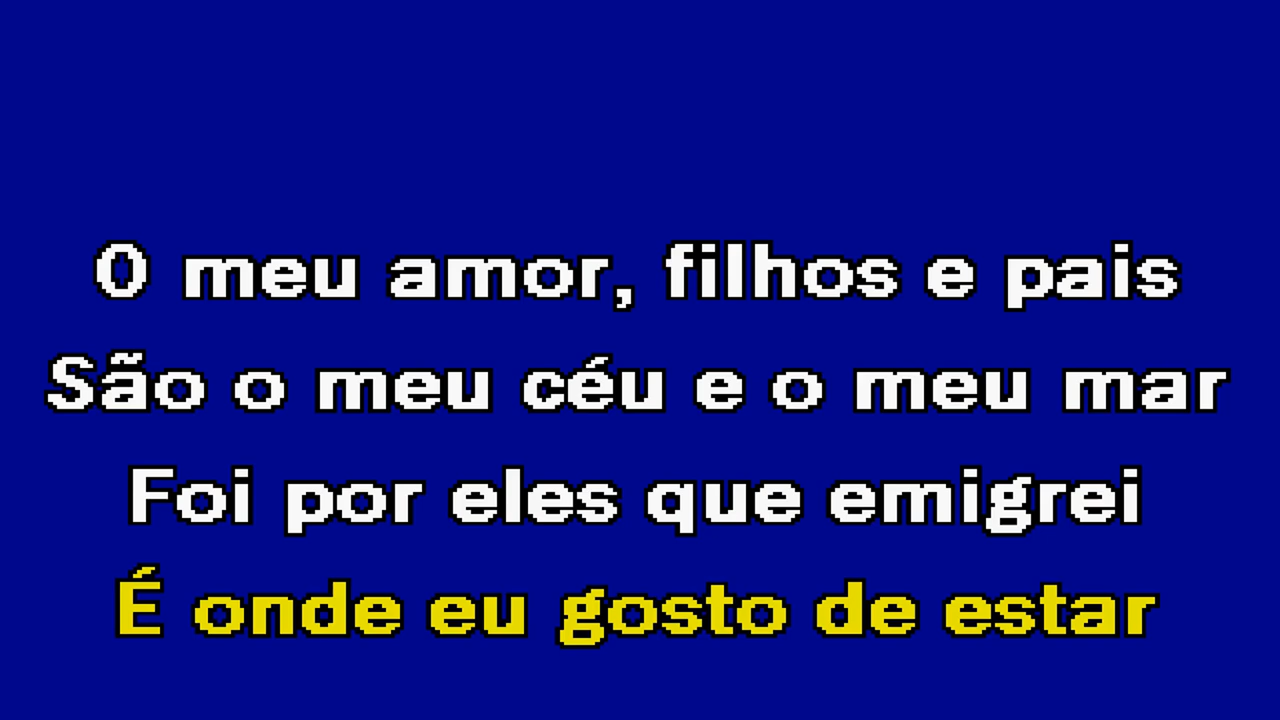 O meu amor, filhos e pais
São o meu céu e o meu mar
Foi por eles que emigrei
É onde eu gosto de estar